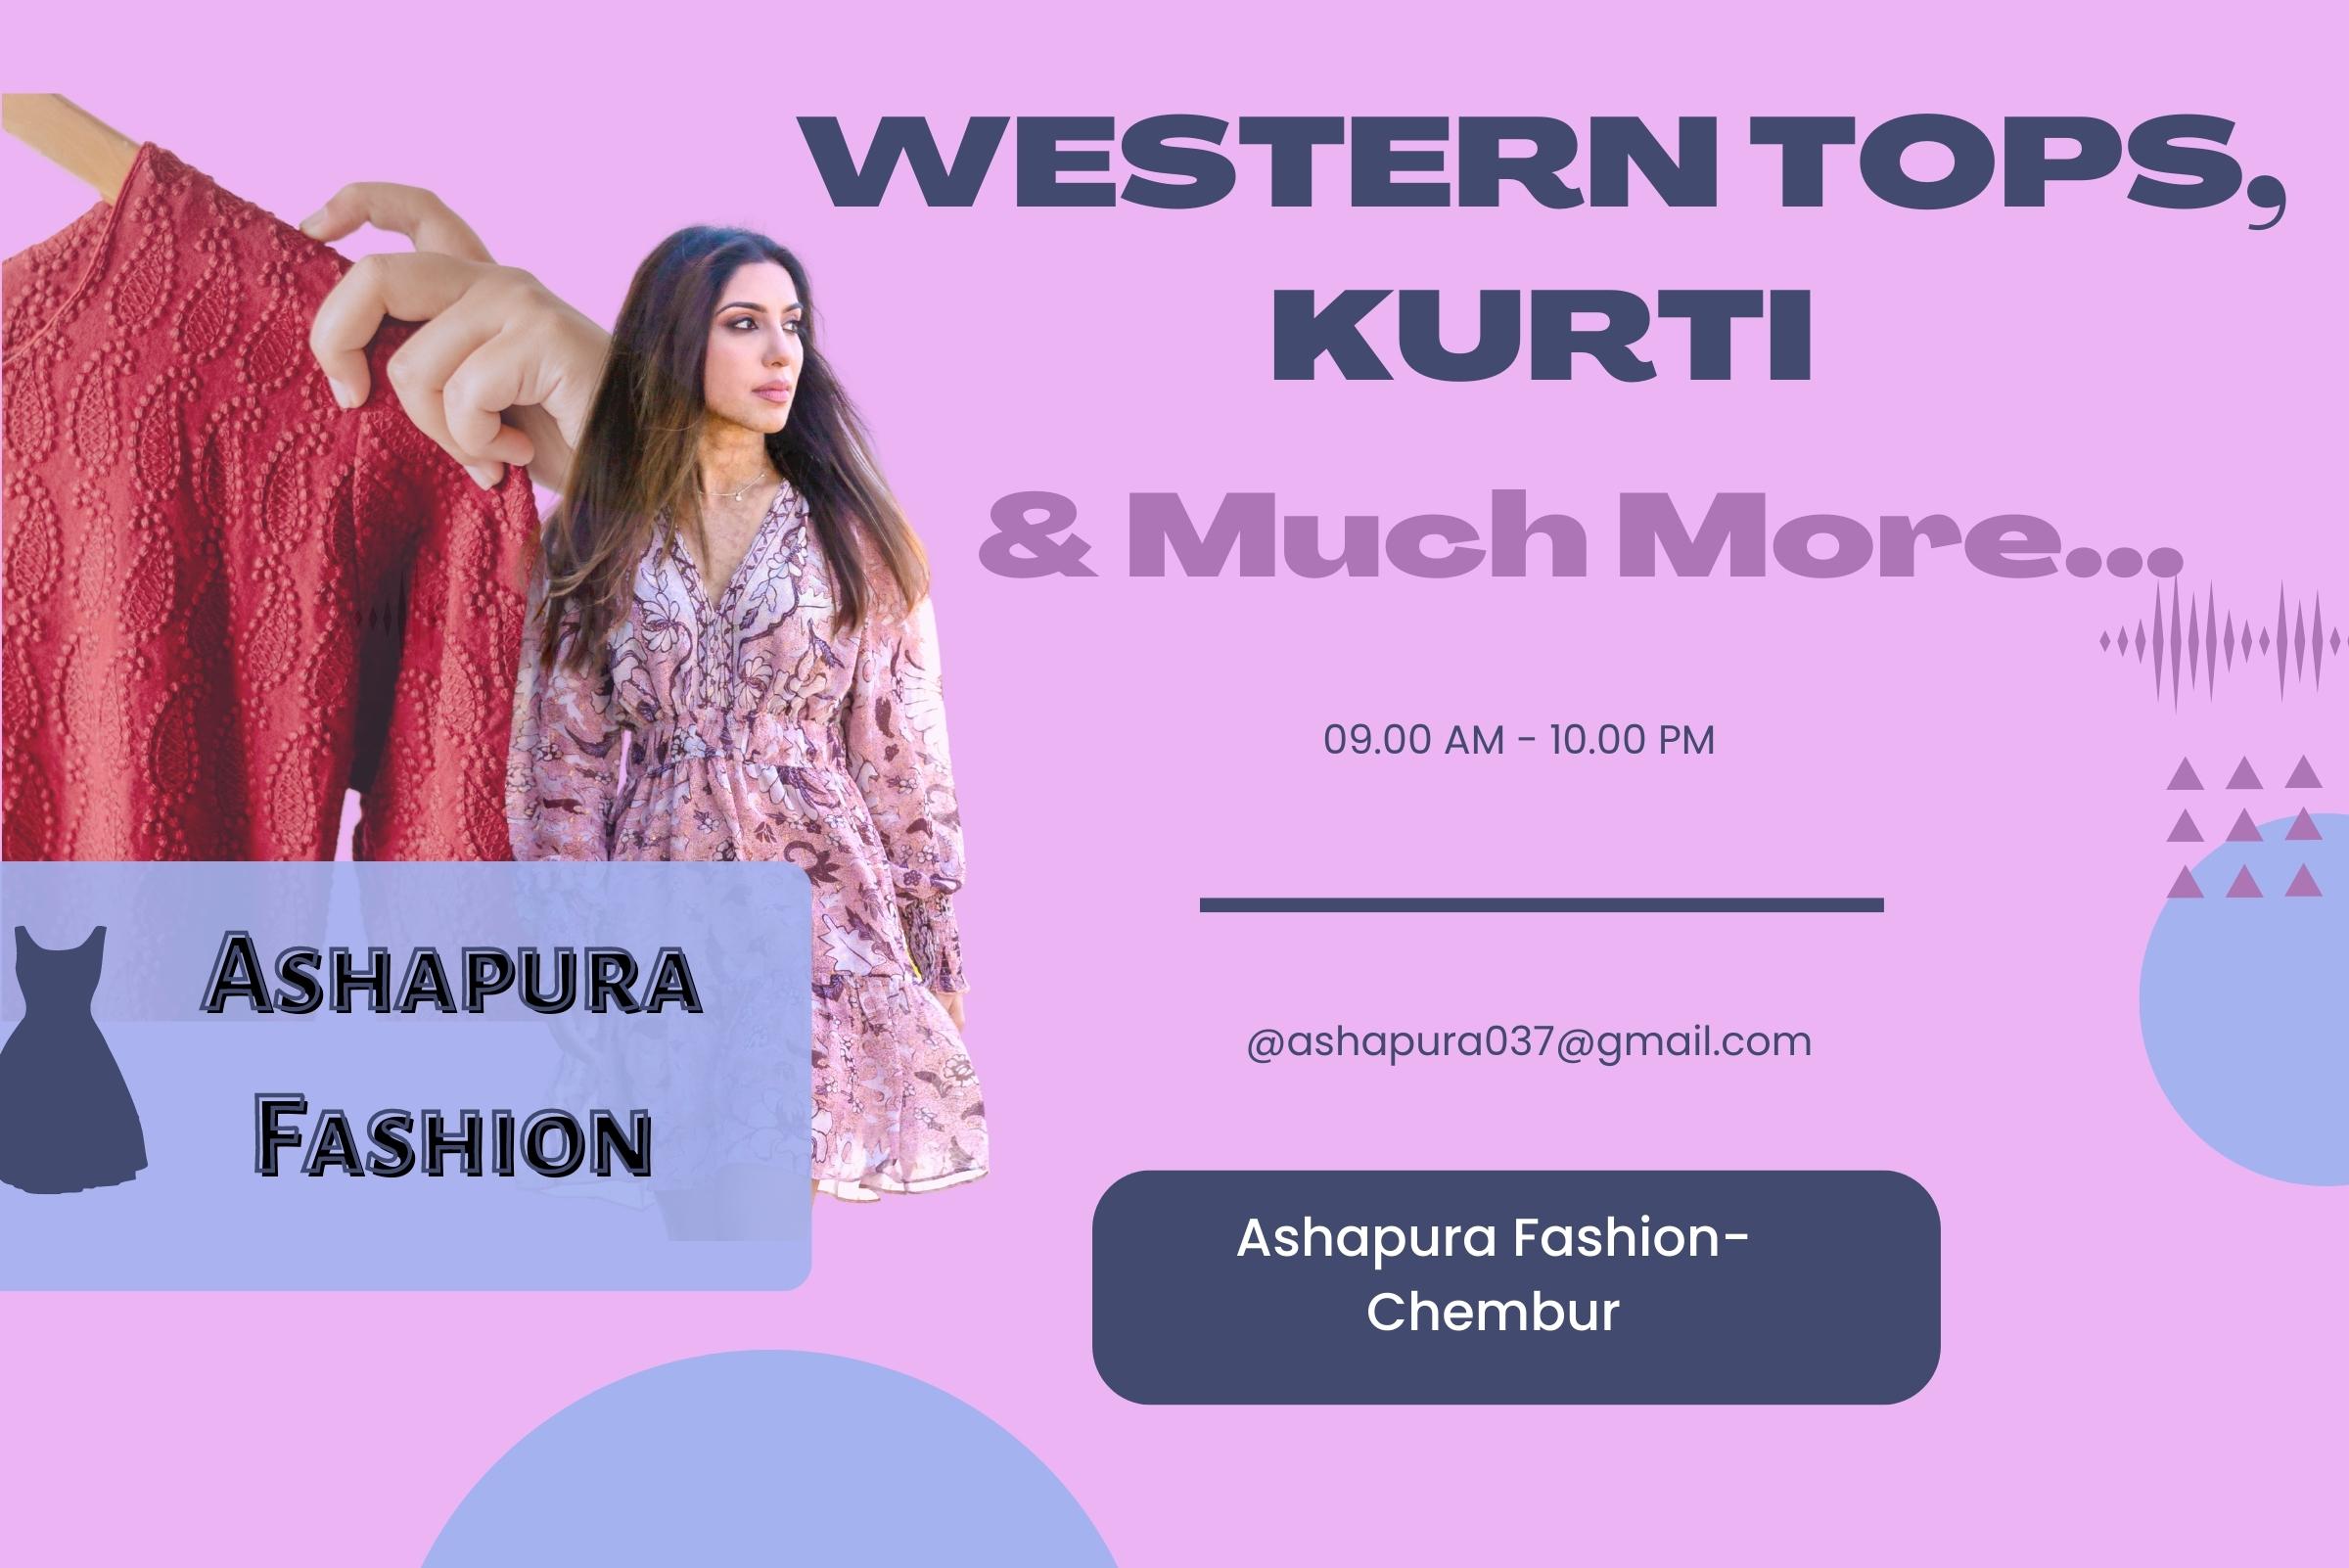 WESTERN TOPS,
KURTI
& Much More...
09.00 AM - 10.00 PM
@ashapura037@gmail.com
Ashapura Fashion-
Chembur
ASHAPURA
FASHION